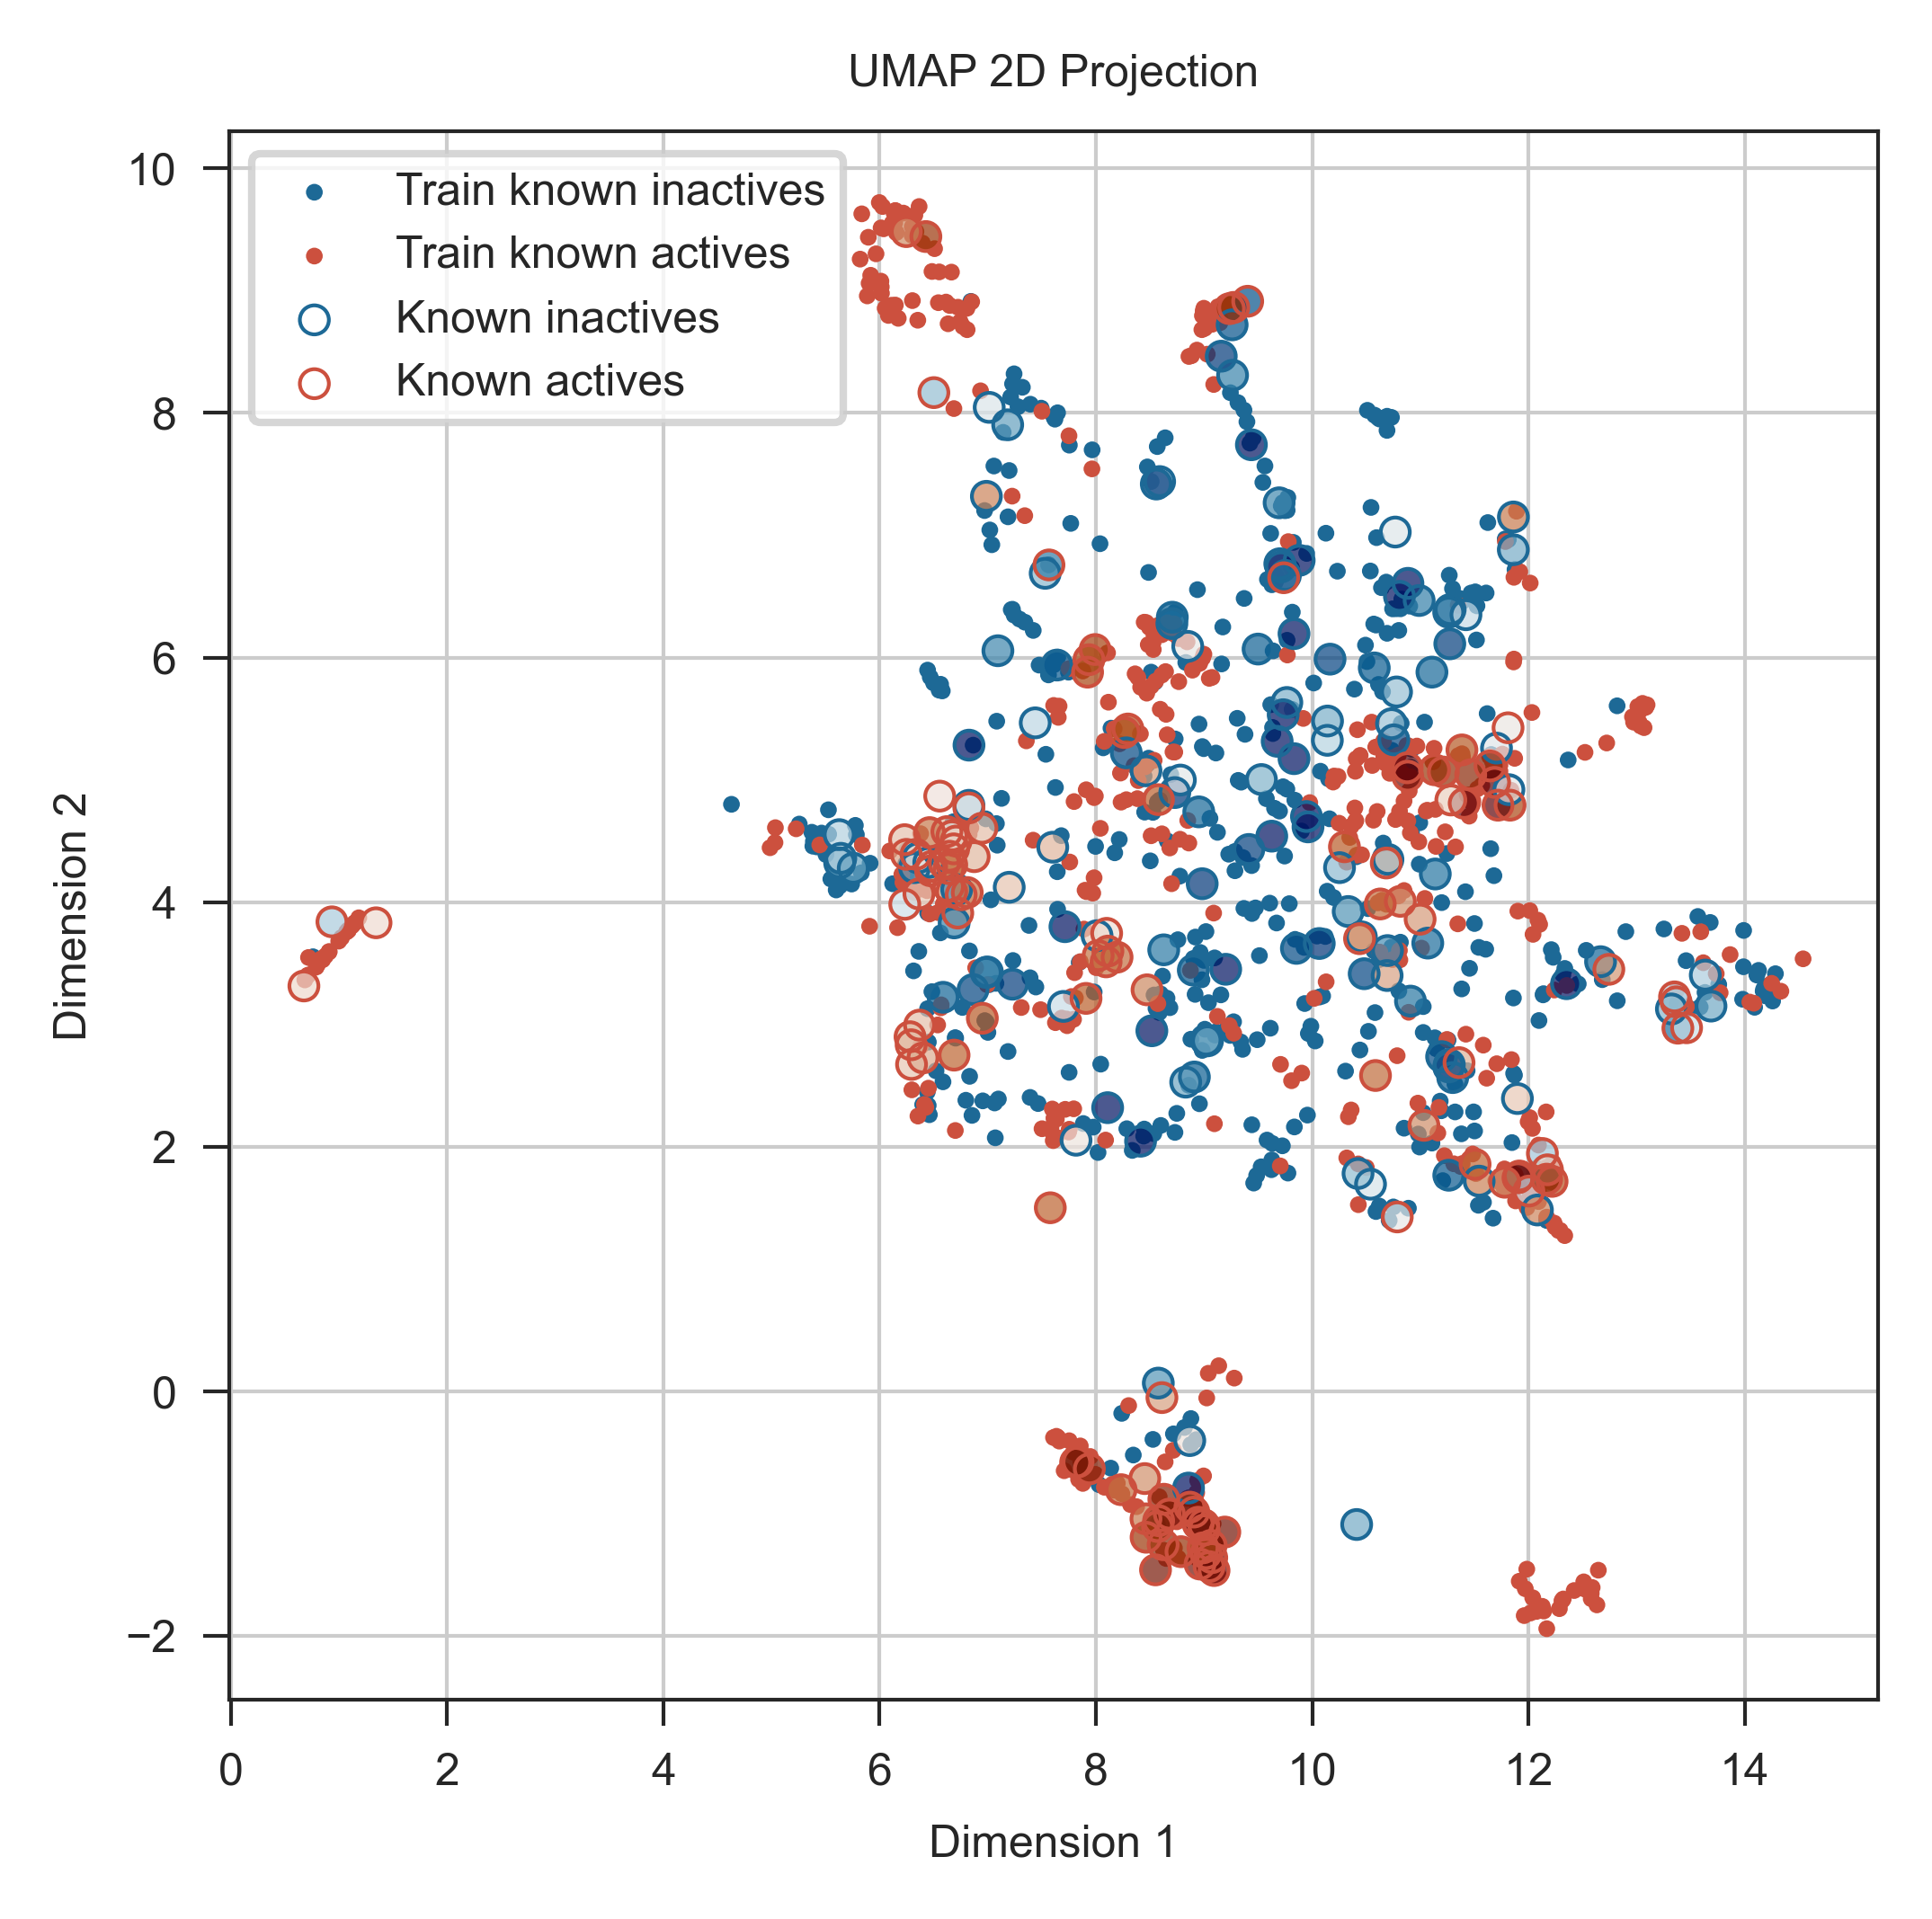 UMAP 2D Projection
10
8
6
4
2
0
−2
Train known inactives
Train known actives
Known inactives
Known actives
Dimension 2
0 2 4 6 8 10 12 14
Dimension 1